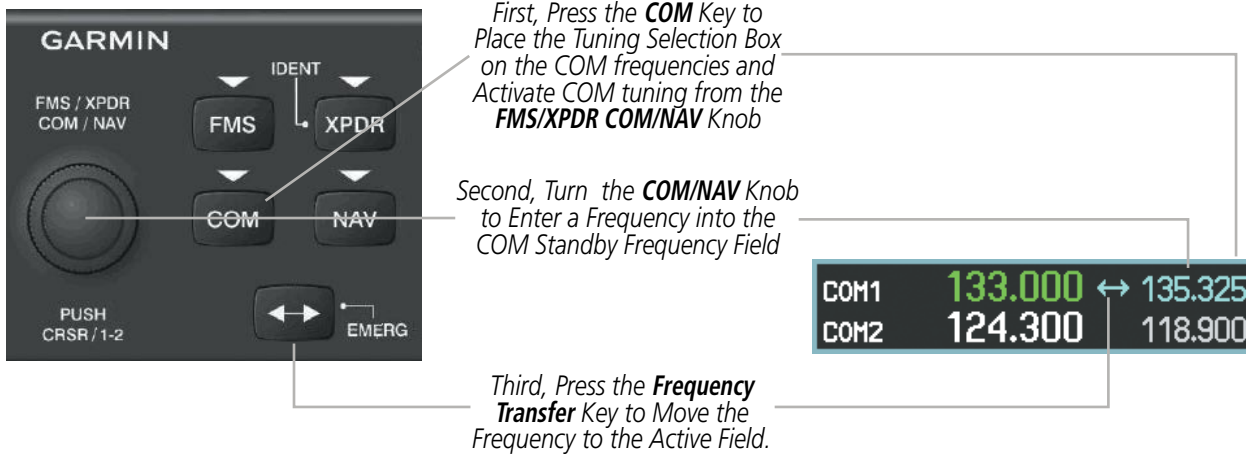 GARMIN
FMS / XPDR
COM / NAV
IDENT
FMS
XPDR
COM
NAV
PUSH
CRSR / 1-2
EMERG
First, Press the COM Key to
Place the Tuning Selection Box
on the COM frequencies and
Activate COM tuning from the
FMS/XPDR COM/NAV Knob
Second, Turn the COM/NAV Knob
to Enter a Frequency into the
COM Standby Frequency Field
COM1 133.000 ↔ 135.325
COM2 124.300 118.900
Third, Press the Frequency
Transfer Key to Move the
Frequency to the Active Field.